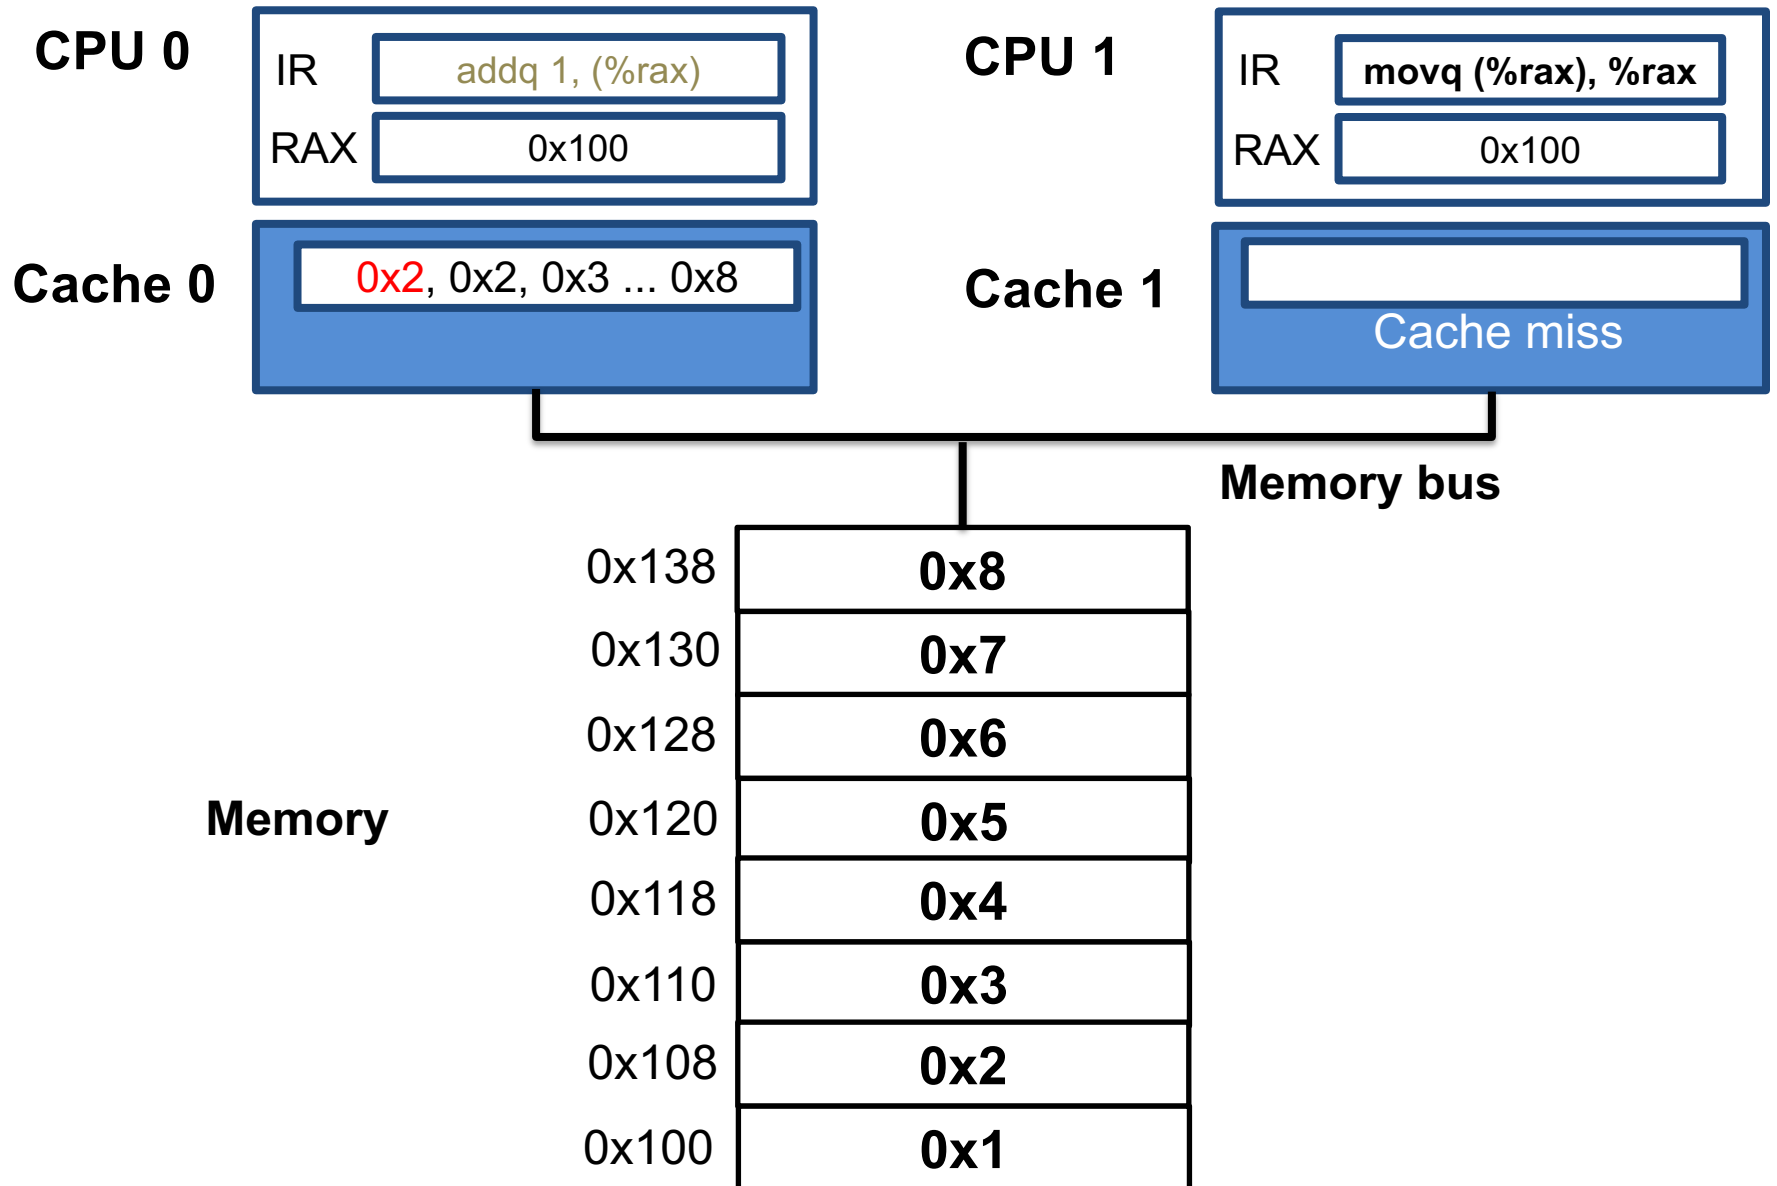 CPU 0
IR
addq 1, (%rax)
RAX
0x100
CPU 1
IR
movq (%rax), %rax
RAX
0x100
Cache 0
0x2, 0x2, 0x3 ... 0x8
Cache 1
Cache miss
Memory bus
Memory
0x138
0x8
0x130
0x7
0x128
0x6
0x120
0x5
0x118
0x4
0x110
0x3
0x108
0x2
0x100
0x1